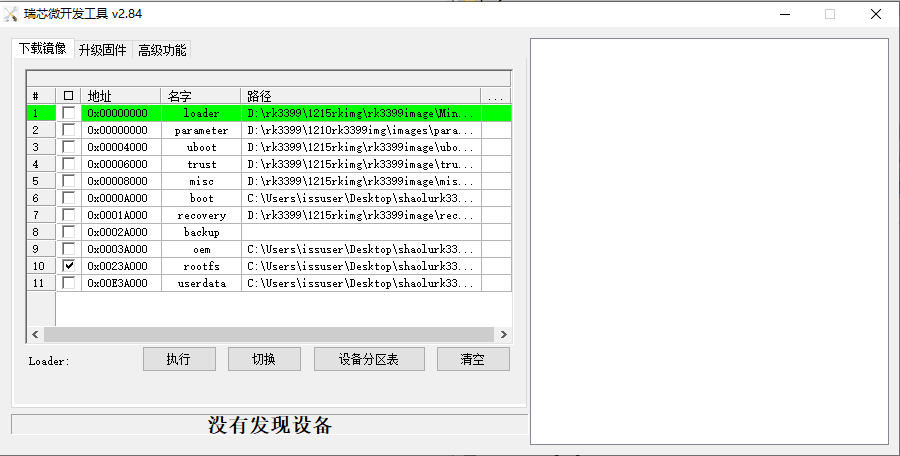 瑞芯微开发工具 v2.84
下载镜像 升级固件 高级功能
# 地址 名字 路径 ...
1 0x00000000 loader D:\rk3399\1215rkimg\rk3399image\Min...
2 0x00000000 parameter D:\rk3399\1210rk3399img\images\para...
3 0x00004000 uboot D:\rk3399\1215rkimg\rk3399image\ubo...
4 0x00006000 trust D:\rk3399\1215rkimg\rk3399image\tru...
5 0x00008000 misc D:\rk3399\1215rkimg\rk3399image\mis...
6 0x0000A000 boot C:\Users\issuser\Desktop\shaolurk33...
7 0x0001A000 recovery D:\rk3399\1215rkimg\rk3399image\rec...
8 0x0002A000 backup
9 0x0003A000 oem C:\Users\issuser\Desktop\shaolurk33...
10 0x0023A000 rootfs C:\Users\issuser\Desktop\shaolurk33...
11 0x00E3A000 userdata C:\Users\issuser\Desktop\shaolurk33...
Loader: 执行 切换 设备分区表 清空
没有发现设备